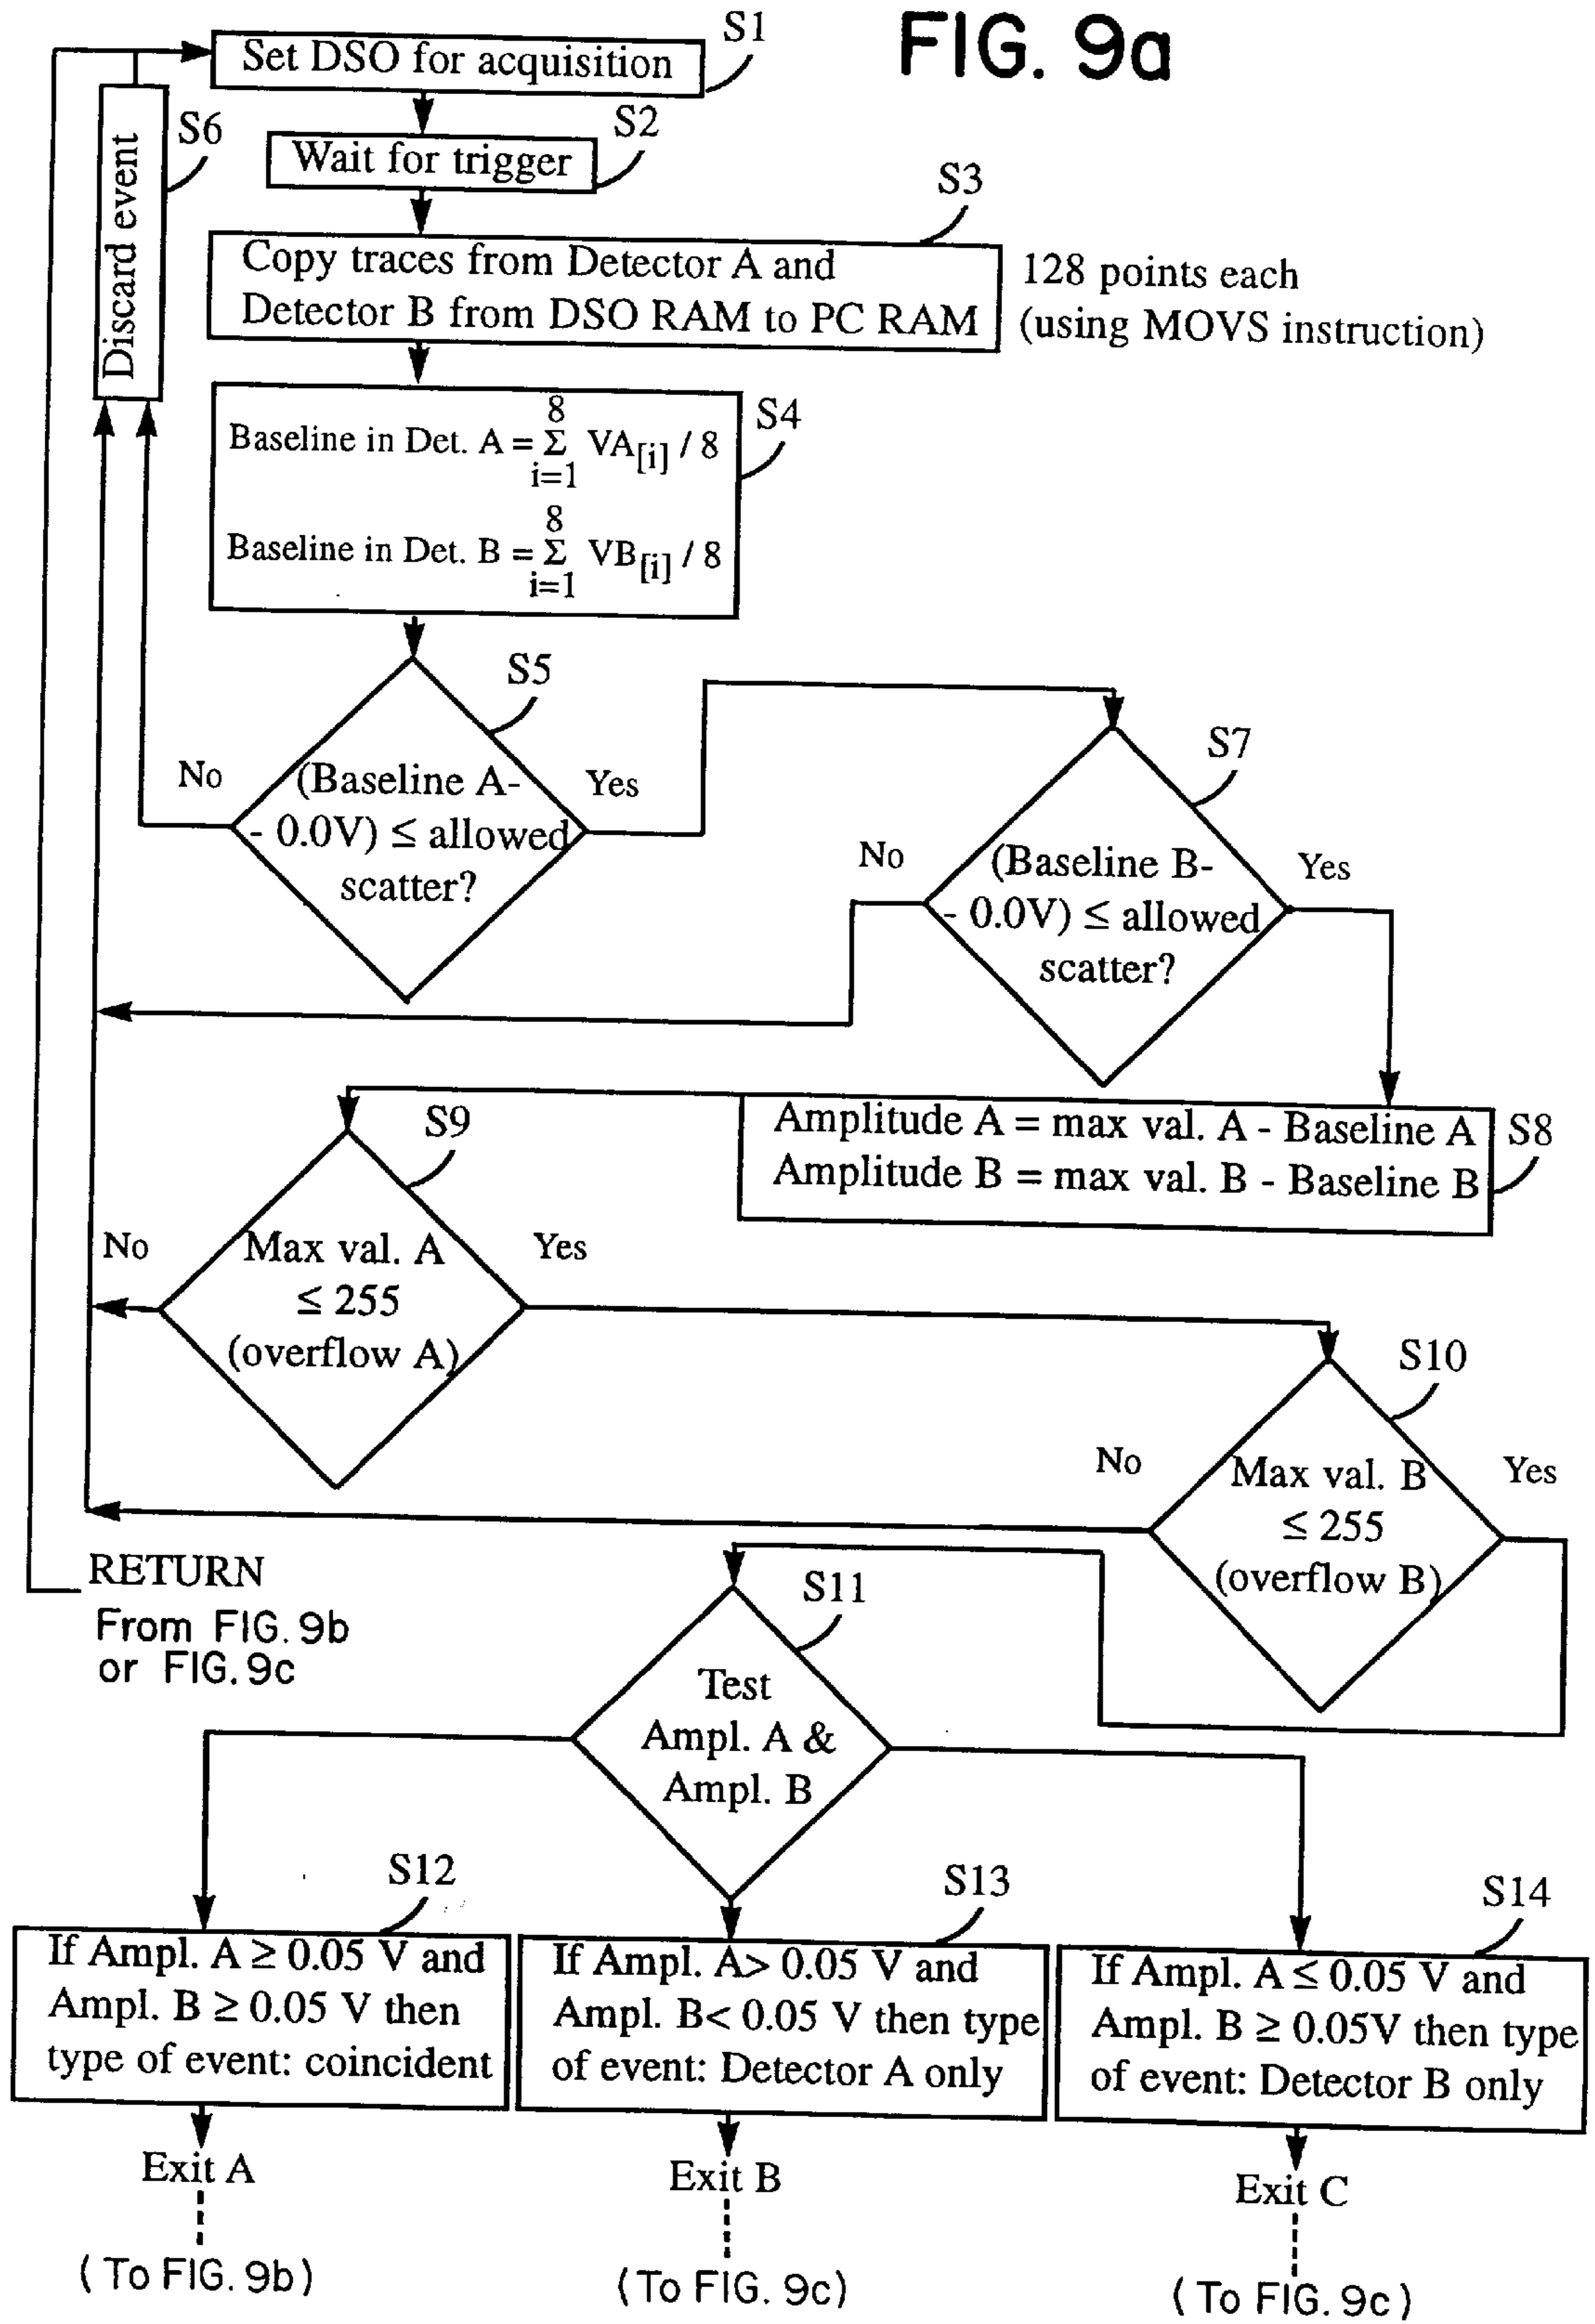 FIG. 9a
S1
Set DSO for acquisition
S6
Discard event
S2
Wait for trigger
S3
Copy traces from Detector A and
Detector B from DSO RAM to PC RAM
128 points each
(using MOVS instruction)
S4
8
Baseline in Det. A = Σ VA[i] / 8
i=1
8
Baseline in Det. B = Σ VB[i] / 8
i=1
S5
No
(Baseline A-
- 0.0V) ≤ allowed
scatter?
Yes
S7
No
(Baseline B-
- 0.0V) ≤ allowed
scatter?
Yes
S8
Amplitude A = max val. A - Baseline A
Amplitude B = max val. B - Baseline B
S9
No
Max val. A
≤ 255
(overflow A)
Yes
S10
No
Max val. B
≤ 255
(overflow B)
Yes
RETURN
From FIG. 9b
or FIG. 9c
S11
Test
Ampl. A &
Ampl. B
S12
If Ampl. A ≥ 0.05 V and
Ampl. B ≥ 0.05 V then
type of event: coincident
S13
If Ampl. A> 0.05 V and
Ampl. B< 0.05 V then type
of event: Detector A only
S14
If Ampl. A ≤ 0.05 V and
Ampl. B ≥ 0.05V then type
of event: Detector B only
Exit A
(To FIG. 9b)
Exit B
(To FIG. 9c)
Exit C
(To FIG. 9c)